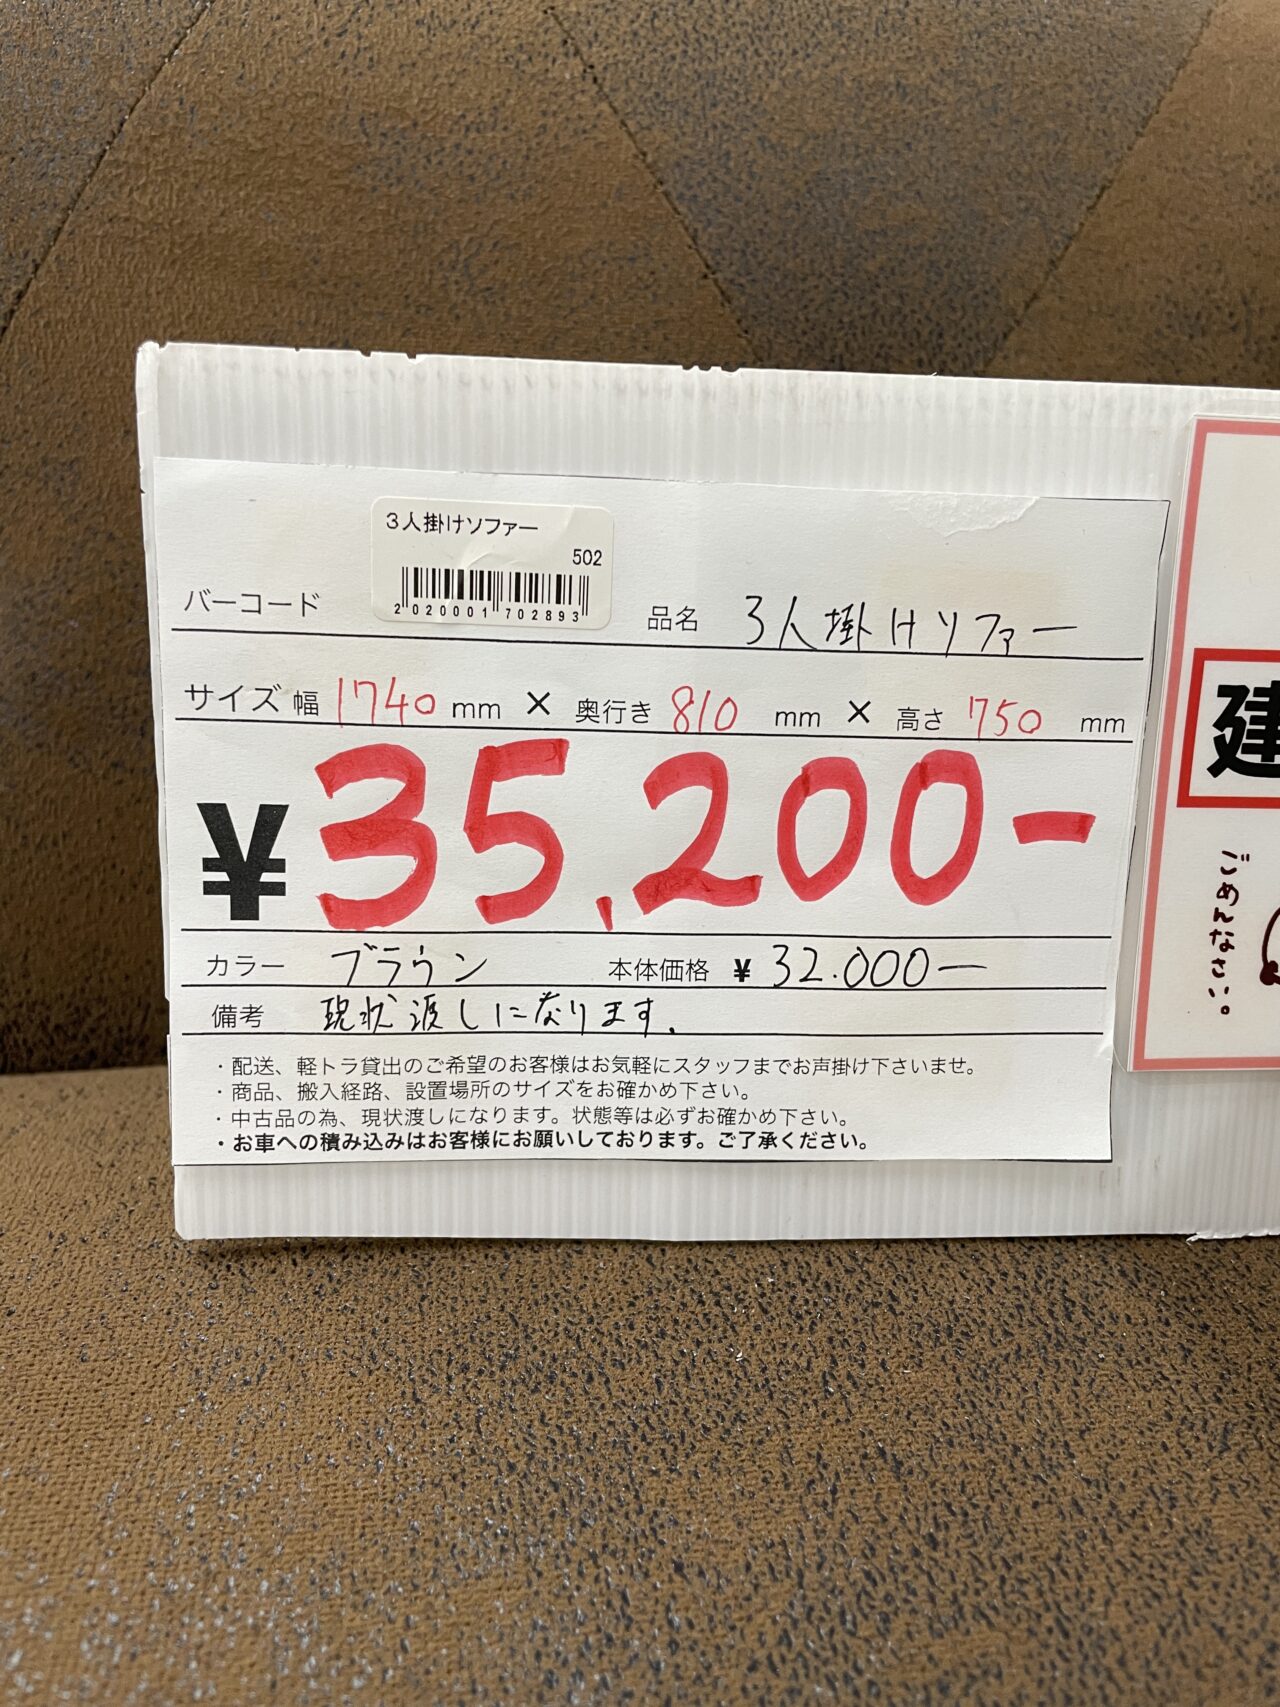 3人掛けソファー
502
2 020001 702893
バーコード
品名 3人掛けソファー
サイズ 幅 1740 mm × 奥行き 810 mm × 高さ 750 mm
¥35,200-
カラー ブラウン 本体価格 ¥ 32.000ー
備考 現状渡しになります.
・配送、軽トラ貸出のご希望のお客様はお気軽にスタッフまでお声掛け下さいませ。
・商品、搬入経路、設置場所のサイズをお確かめ下さい。
・中古品の為、現状渡しになります。状態等は必ずお確かめ下さい。
・お車への積み込みはお客様にお願いしております。ご了承ください。
建
ごめんなさい。